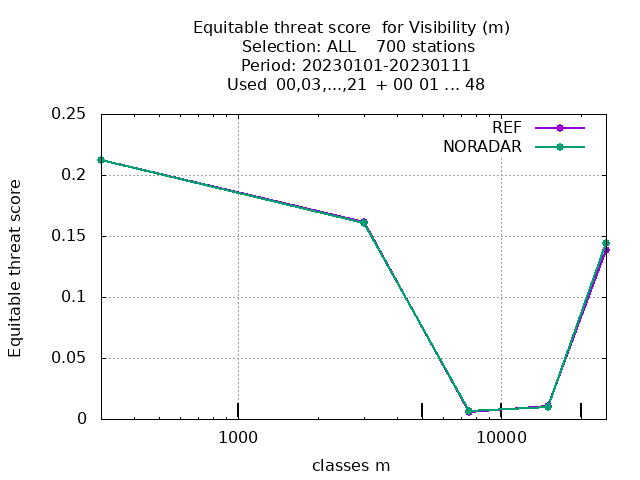 Equitable threat score  for Visibility (m)
Selection: ALL    700 stations
Period: 20230101-20230111
Used  00,03,...,21  + 00 01 ... 48
0.25
0.2
0.15
0.1
0.05
0
Equitable threat score
REF
NORADAR
1000
10000
classes m